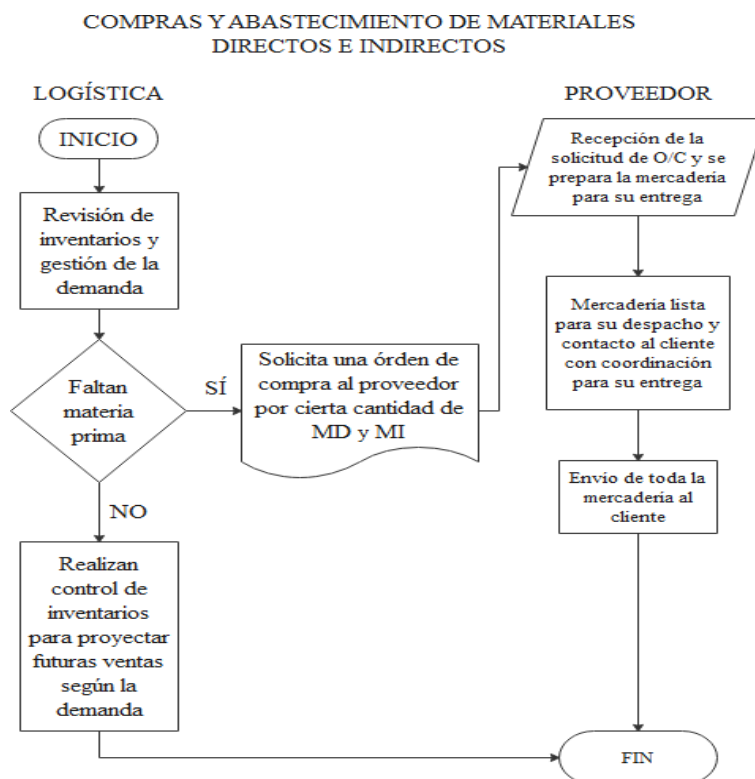 COMPRAS Y ABASTECIMIENTO DE MATERIALES
DIRECTOS E INDIRECTOS
LOGÍSTICA
INICIO
Revisión de
inventarios y
gestión de la
demanda
Faltan
materia
prima
SÍ
NO
Solicita una órden de
compra al proveedor
por cierta cantidad de
MD y MI
Realizan
control de
inventarios
para proyectar
futuras ventas
según la
demanda
PROVEEDOR
Recepción de la
solicitud de O/C y se
prepara la mercadería
para su entrega
Mercadería lista
para su despacho y
contacto al cliente
con coordinación
para su entrega
Envío de toda la
mercadería al
cliente
FIN